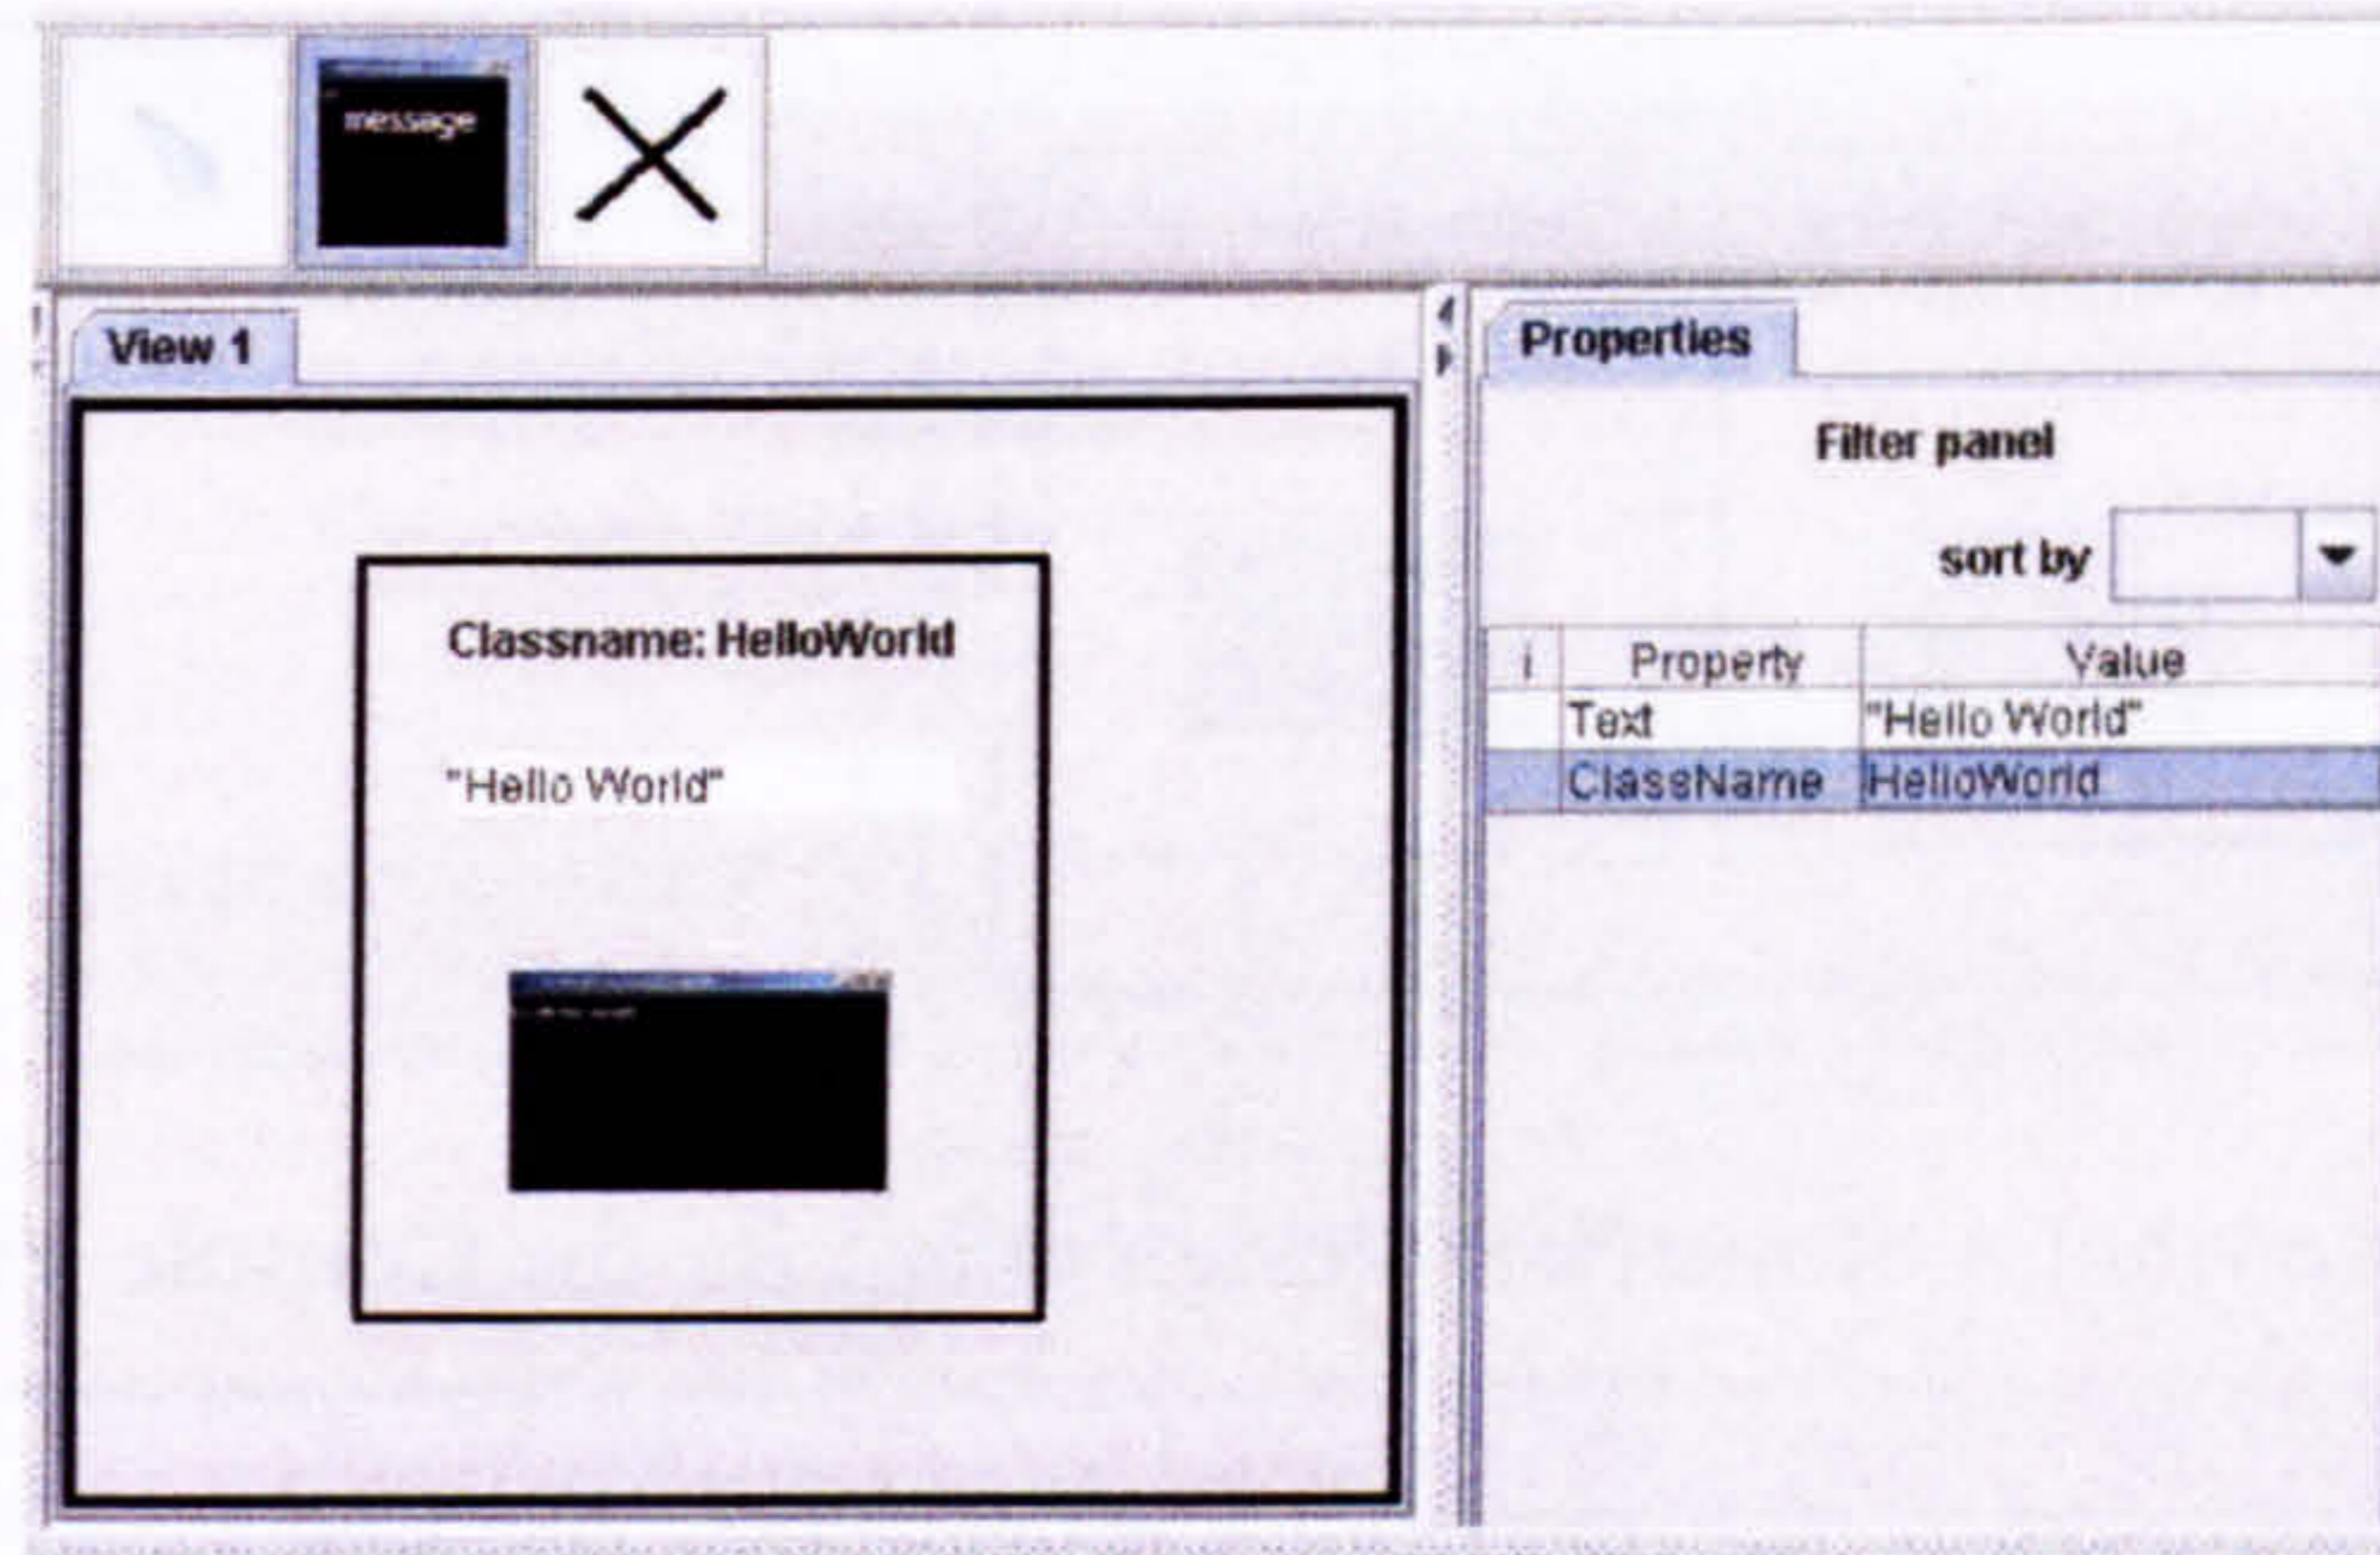 message
View 1
Properties
Filter panel
sort by
Classname: HelloWorld
"Hello World"
i Property Value
Text "Hello World"
ClassName HelloWorld